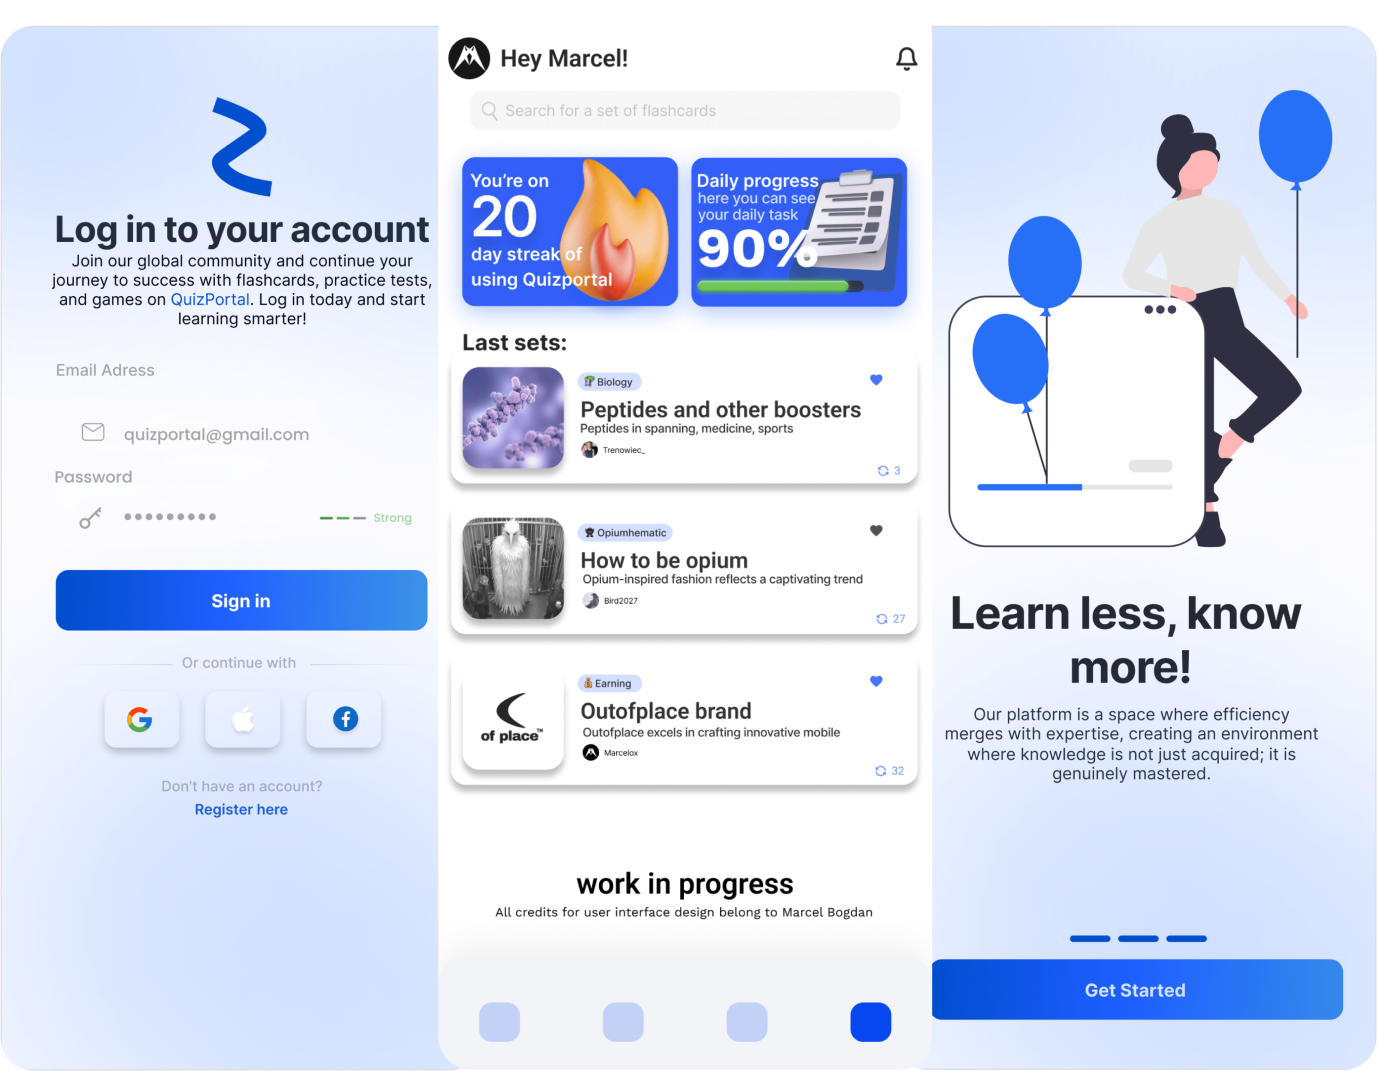 Log in to your account
Join our global community and continue your
journey to success with flashcards, practice tests,
and games on QuizPortal. Log in today and start
learning smarter!
Email Adress
quizportal@gmail.com
Password
Strong
Sign in
Or continue with
Don't have an account?
Register here
Hey Marcel!
Search for a set of flashcards
You're on
20
day streak of
using Quizportal
Daily progress
here you can see
your daily task
90%
Last sets:
Biology
Peptides and other boosters
Peptides in spanning, medicine, sports
Trenowiec_
3
Opiumhematic
How to be opium
Opium-inspired fashion reflects a captivating trend
Bird2027
27
of place™
Earning
Outofplace brand
Outofplace excels in crafting innovative mobile
Marcelox
32
work in progress
All credits for user interface design belong to Marcel Bogdan
Learn less, know
more!
Our platform is a space where efficiency
merges with expertise, creating an environment
where knowledge is not just acquired; it is
genuinely mastered.
Get Started